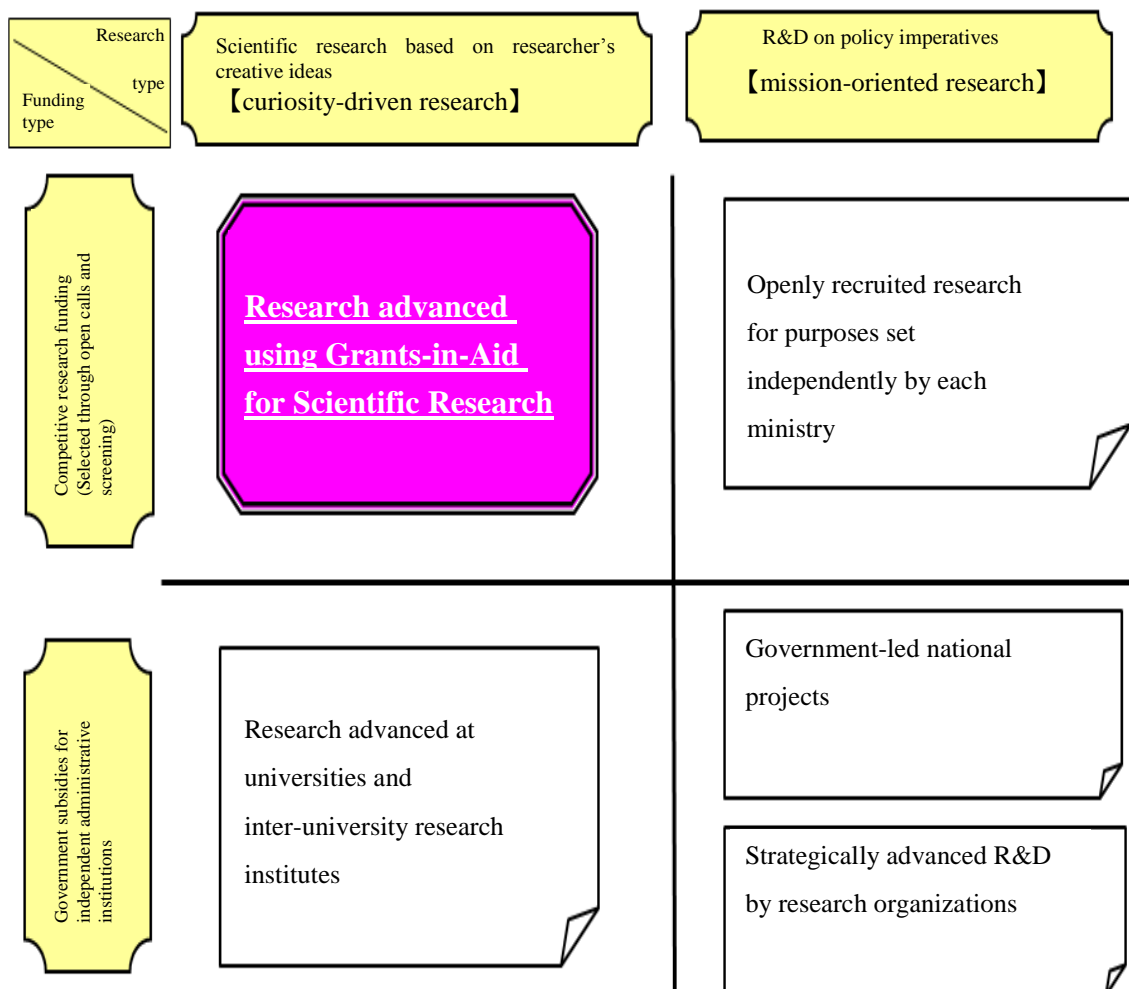 Research
type
Funding
type
Scientific research based on researcher's
creative ideas
【curiosity-driven research】
R&D on policy imperatives
【mission-oriented research】
Competitive research funding
(Selected through open calls and
screening)
Research advanced
using Grants-in-Aid
for Scientific Research
Openly recruited research
for purposes set
independently by each
ministry
Government subsidies for
independent administrative
institutions
Research advanced at
universities and
inter-university research
institutes
Government-led national
projects
Strategically advanced R&D
by research organizations